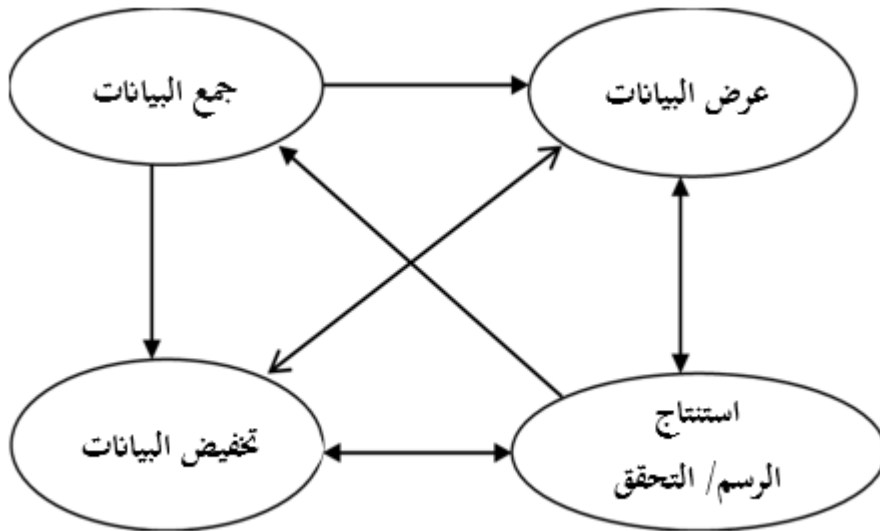 جمع البيانات
عرض البيانات
تخفيض البيانات
استنتاج
الرسم/ التحقق